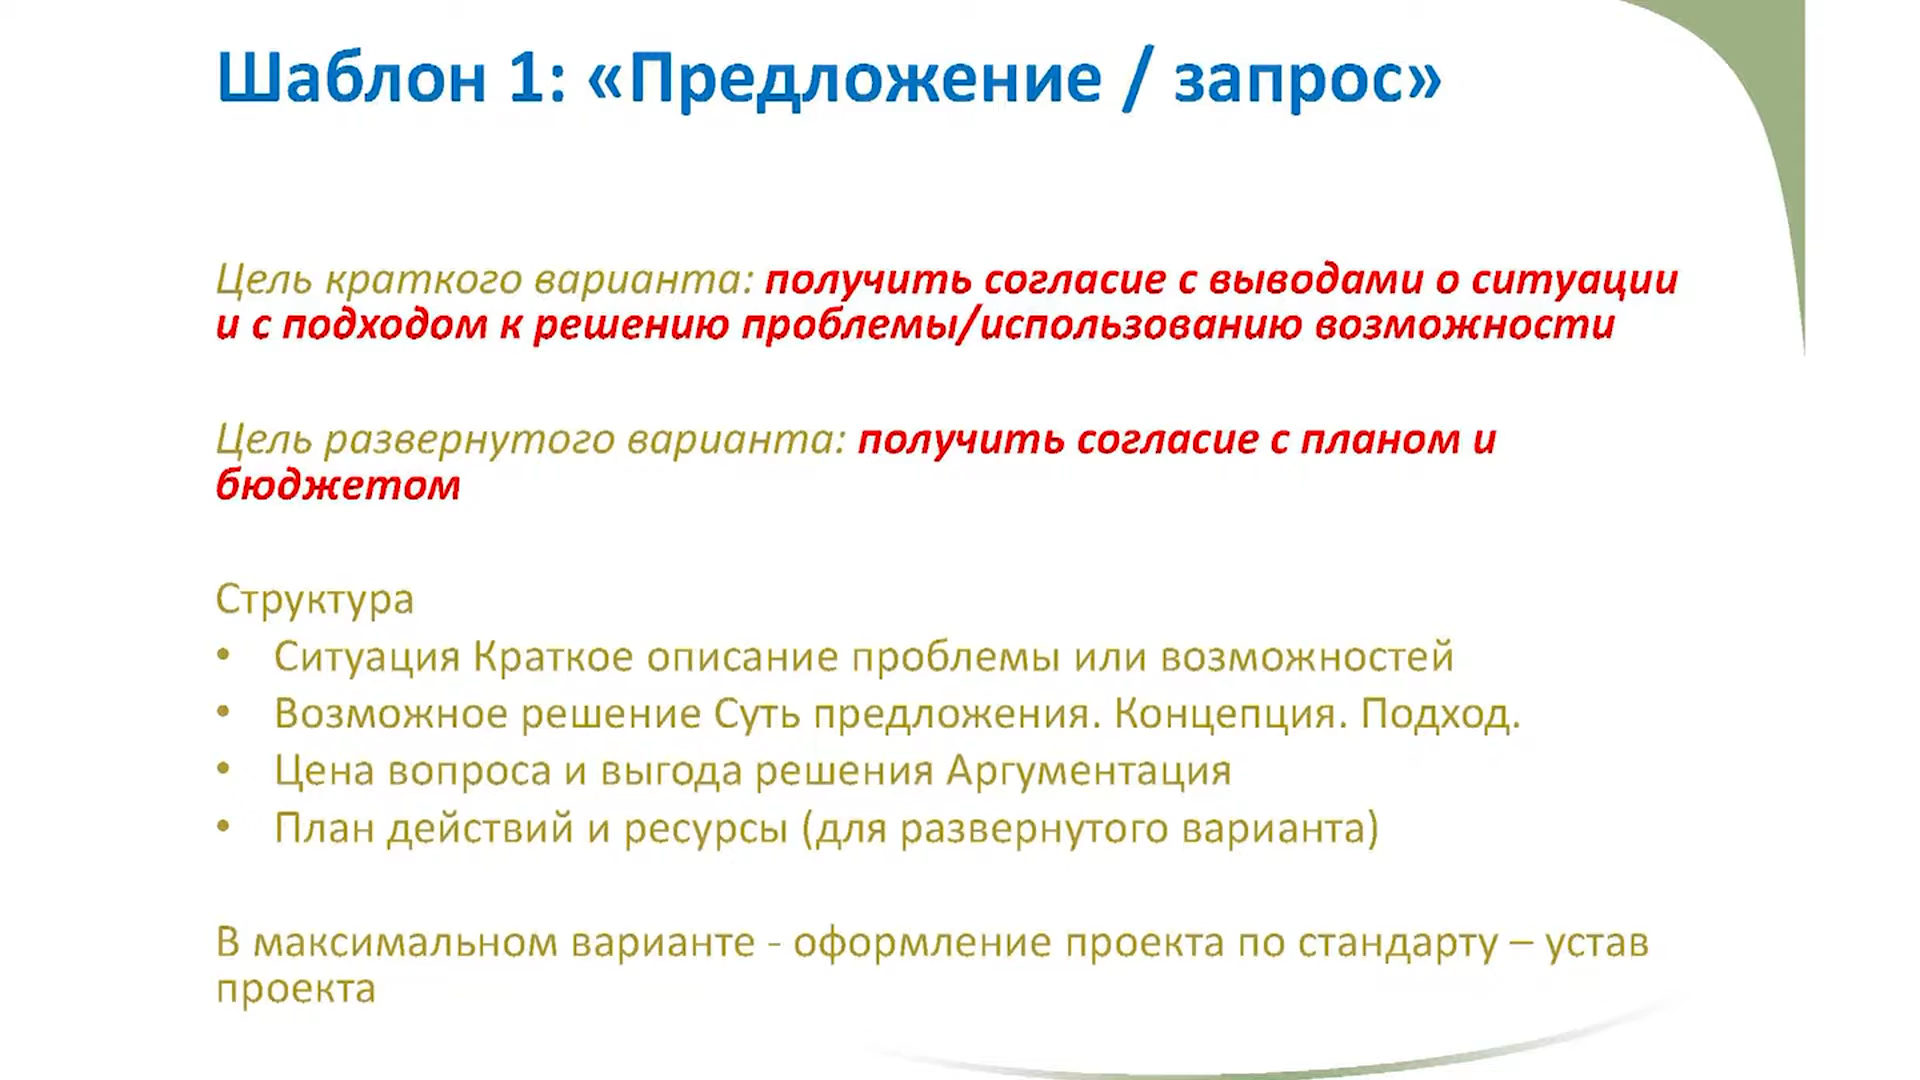 Шаблон 1: «Предложение / запрос»
Цель краткого варианта: получить согласие с выводами о ситуации
и с подходом к решению проблемы/использованию возможности
Цель развернутого варианта: получить согласие с планом и
бюджетом
Структура
• Ситуация Краткое описание проблемы или возможностей
• Возможное решение Суть предложения. Концепция. Подход.
• Цена вопроса и выгода решения Аргументация
• План действий и ресурсы (для развернутого варианта)
В максимальном варианте - оформление проекта по стандарту – устав
проекта